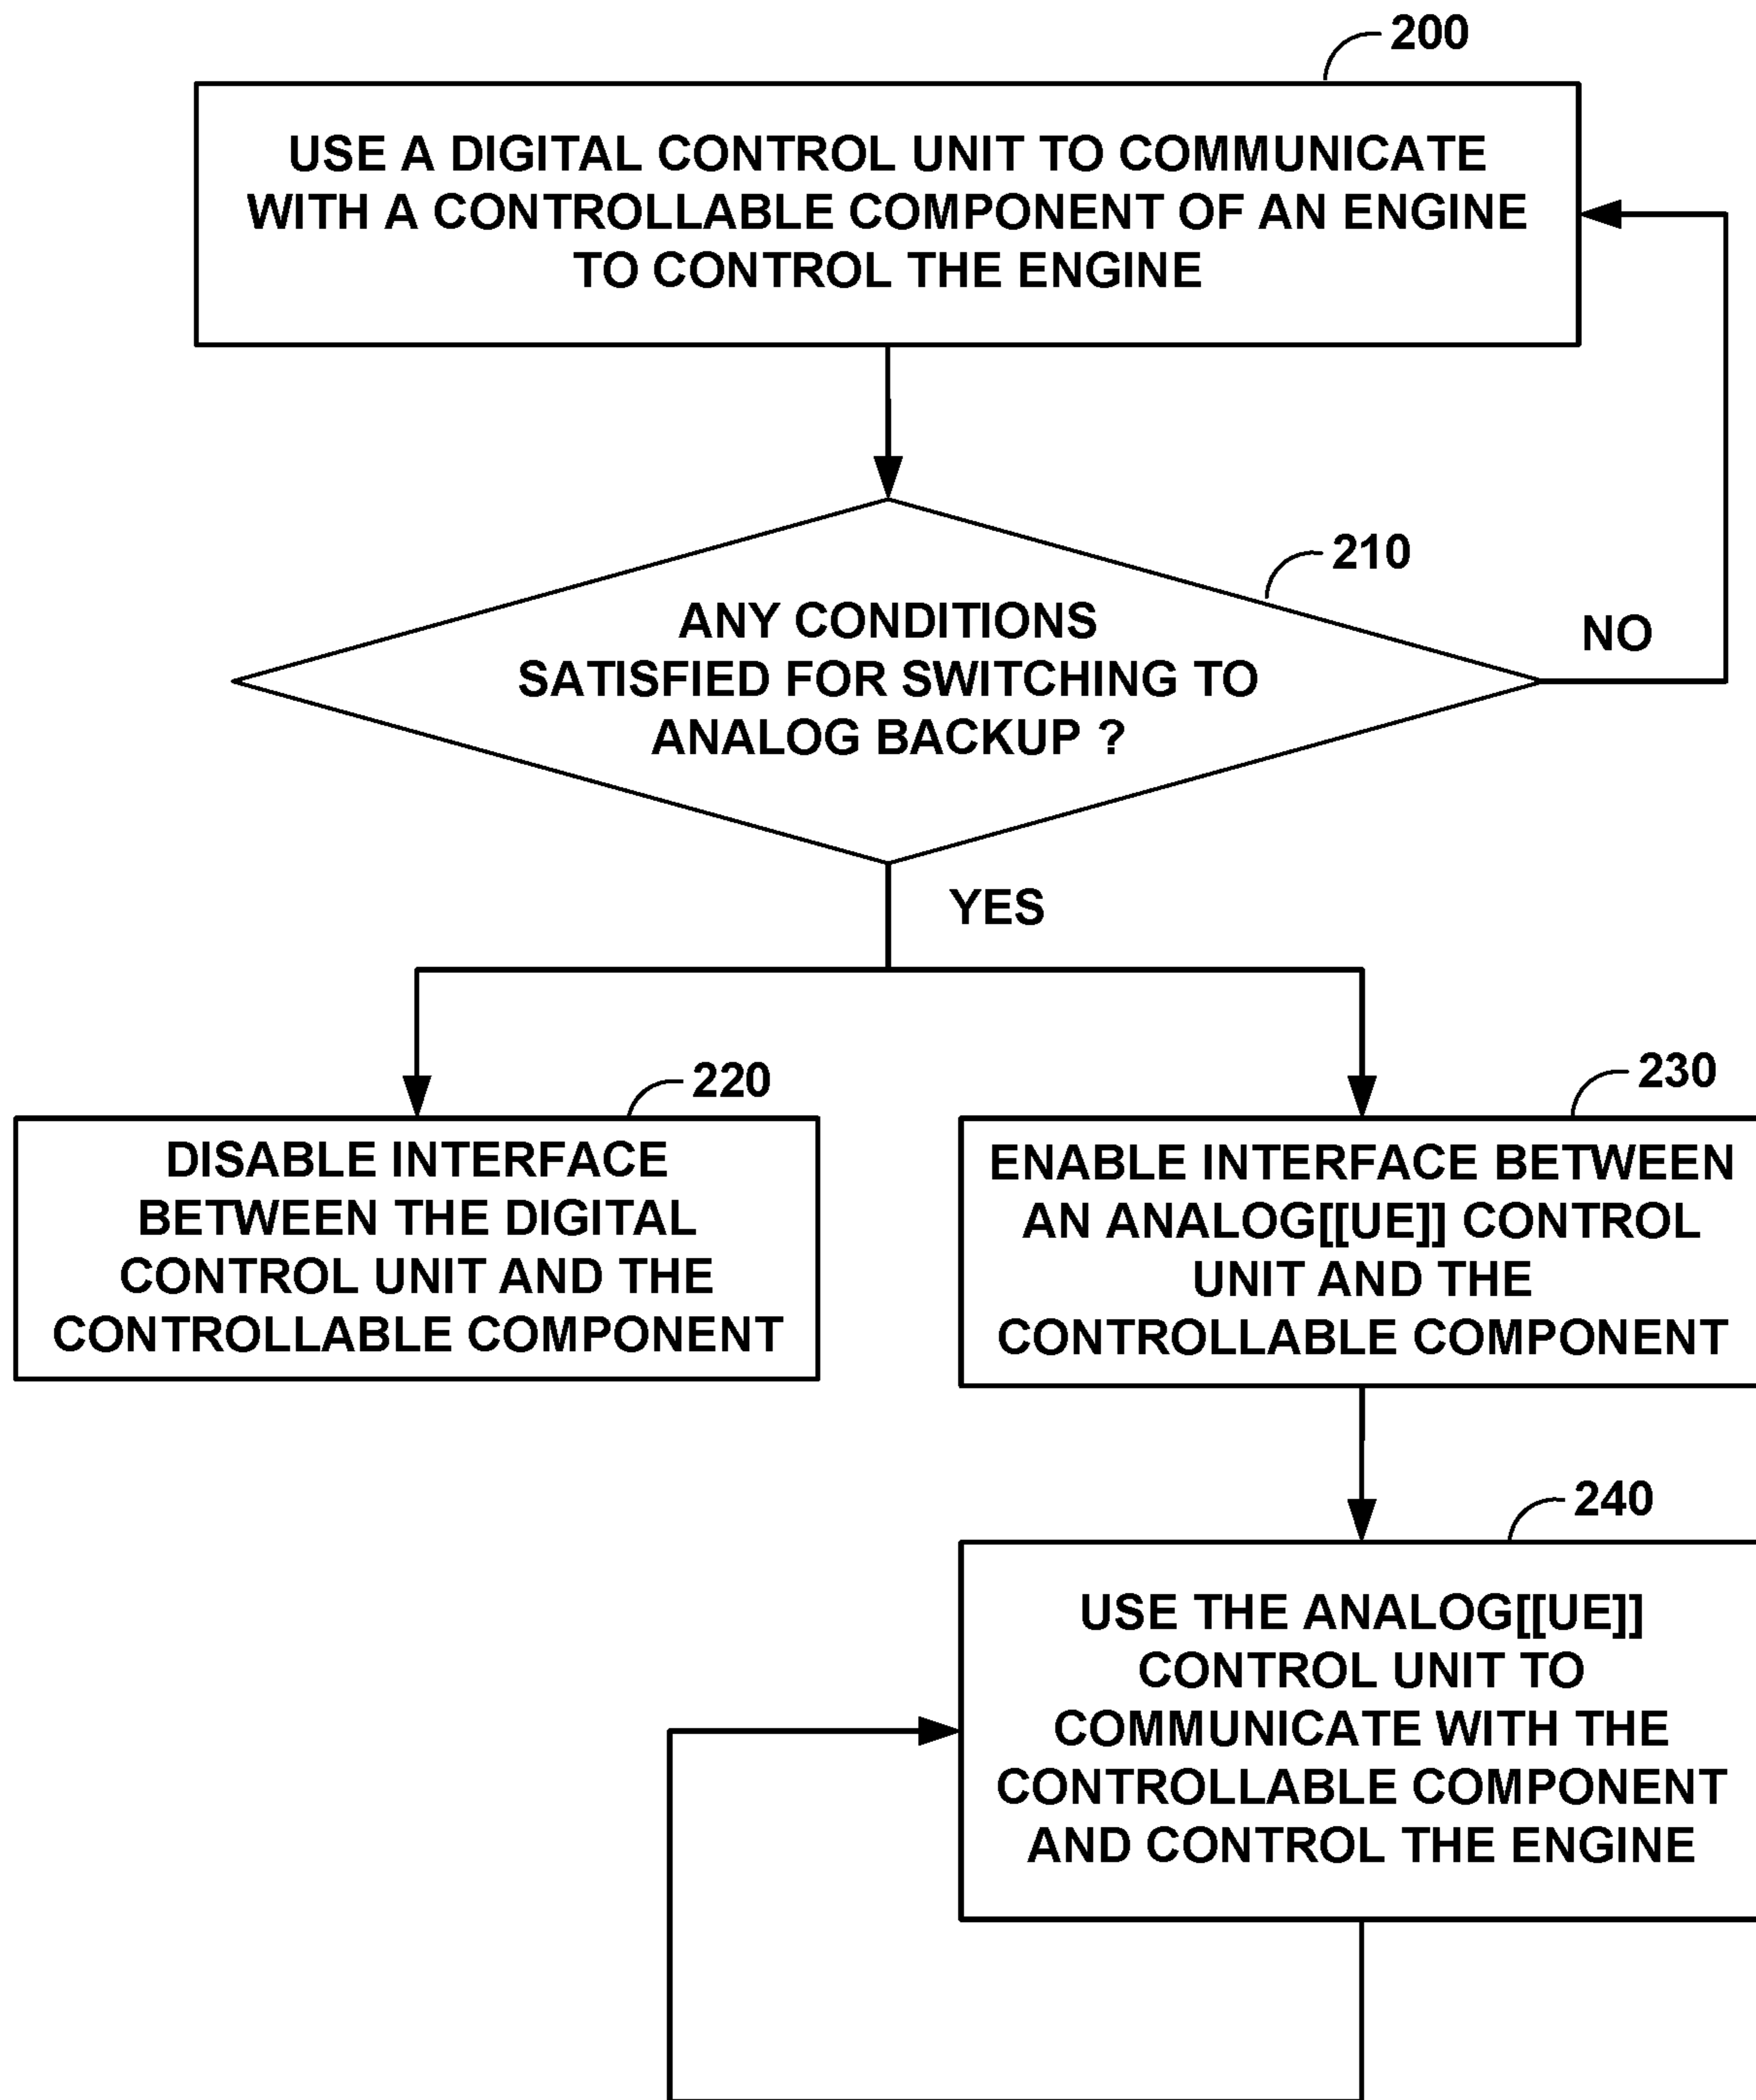 200
USE A DIGITAL CONTROL UNIT TO COMMUNICATE
WITH A CONTROLLABLE COMPONENT OF AN ENGINE
TO CONTROL THE ENGINE
210
ANY CONDITIONS
SATISFIED FOR SWITCHING TO
ANALOG BACKUP ?
NO
YES
220
DISABLE INTERFACE
BETWEEN THE DIGITAL
CONTROL UNIT AND THE
CONTROLLABLE COMPONENT
230
ENABLE INTERFACE BETWEEN
AN ANALOG[[UE]] CONTROL
UNIT AND THE
CONTROLLABLE COMPONENT
240
USE THE ANALOG[[UE]]
CONTROL UNIT TO
COMMUNICATE WITH THE
CONTROLLABLE COMPONENT
AND CONTROL THE ENGINE